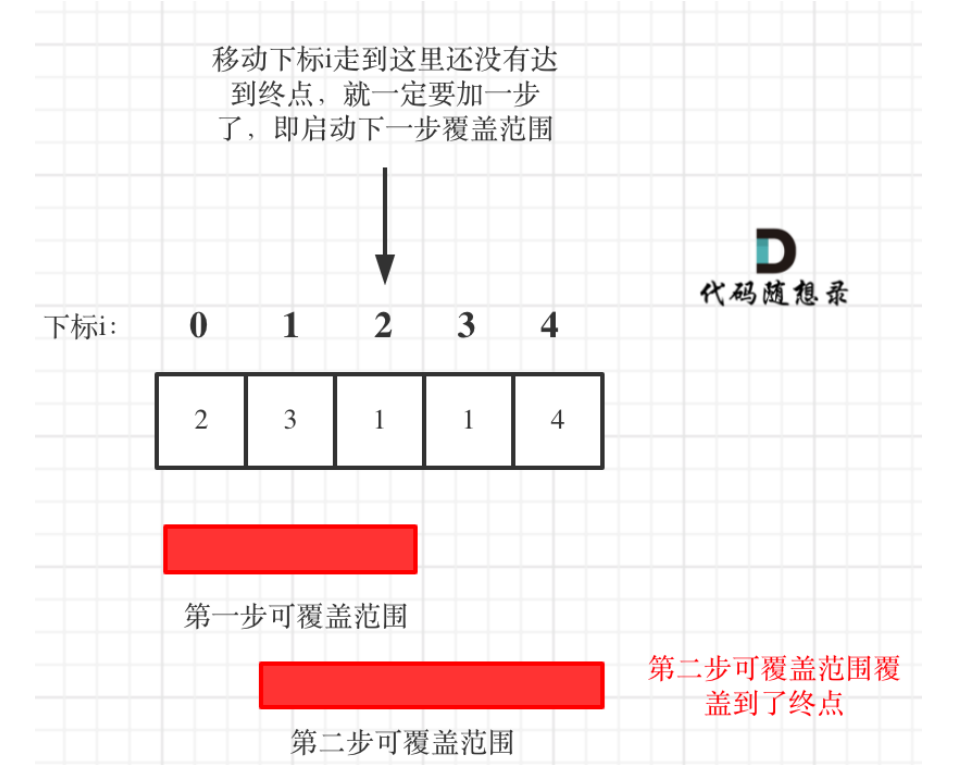 移动下标i走到这里还没有达
到终点，就一定要加一步
了，即启动下一步覆盖范围
代码随想录
下标i： 0 1 2 3 4
2 3 1 1 4
第一步可覆盖范围
第二步可覆盖范围覆
盖到了终点
第二步可覆盖范围